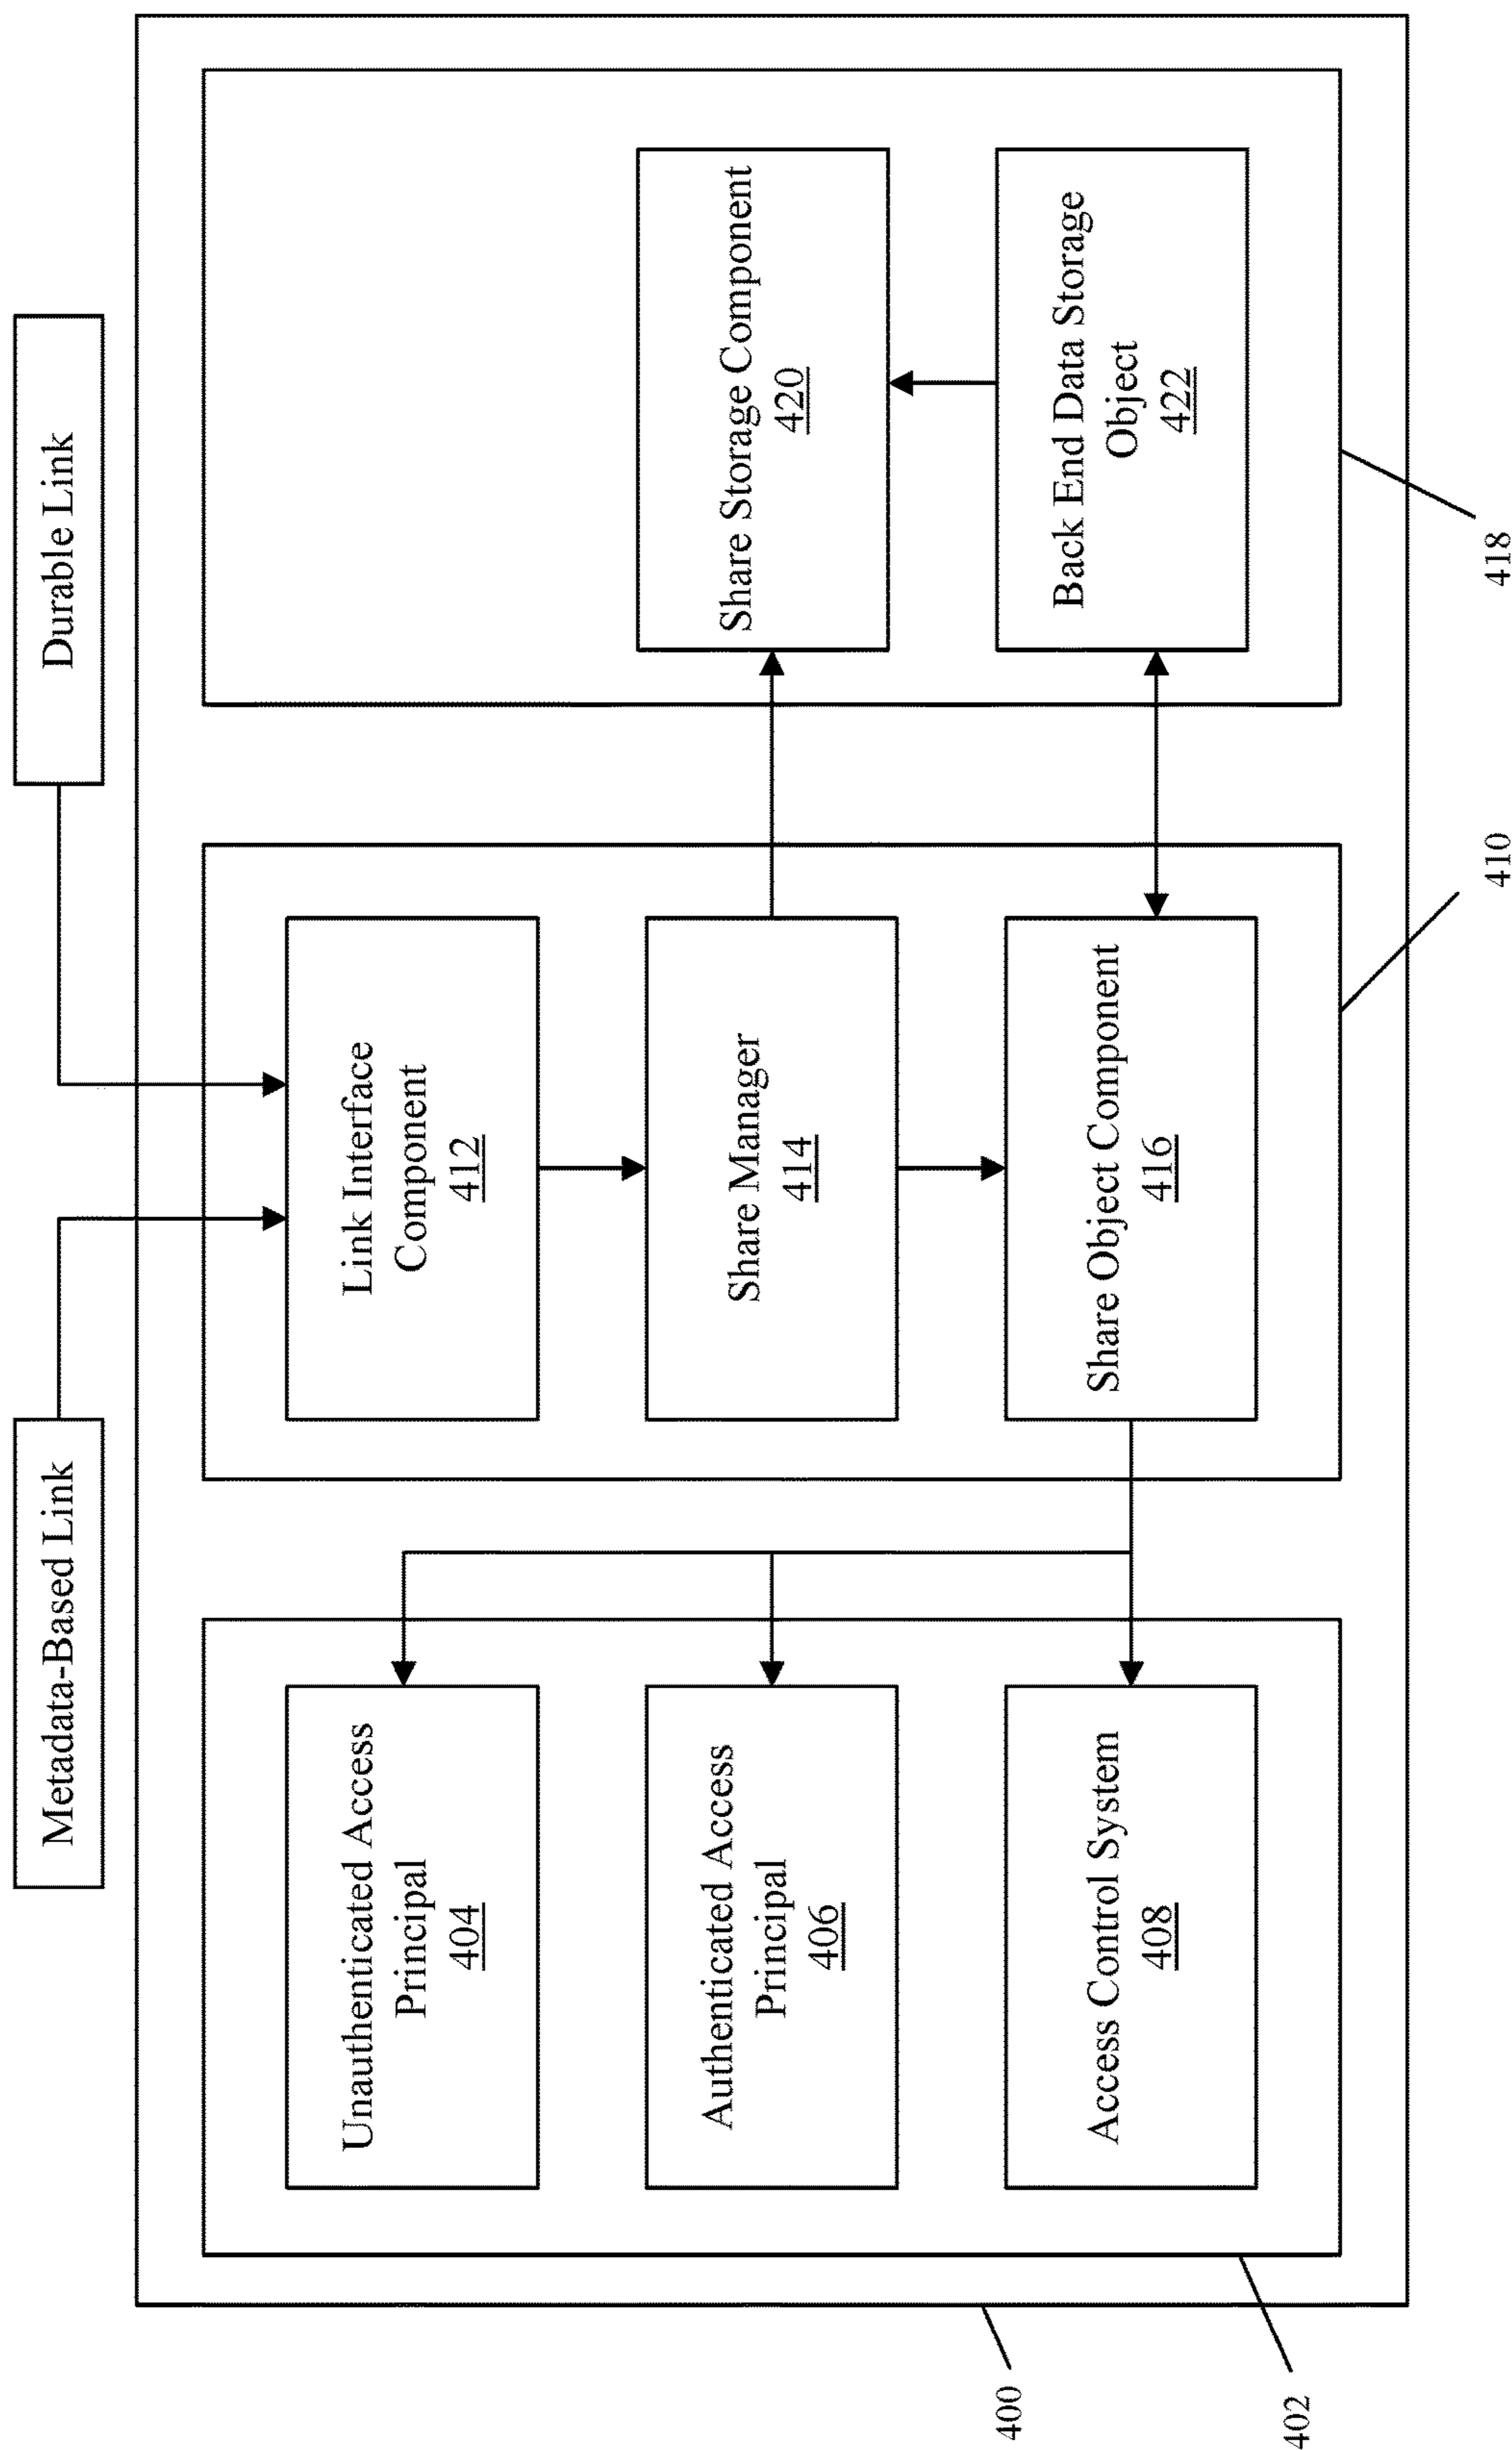 Metadata-Based Link
Durable Link
Unauthenticated Access
Principal
404
Authenticated Access
Principal
406
Access Control System
408
Link Interface
Component
412
Share Manager
414
Share Object Component
416
Share Storage Component
420
Back End Data Storage
Object
422
400
402
410
418